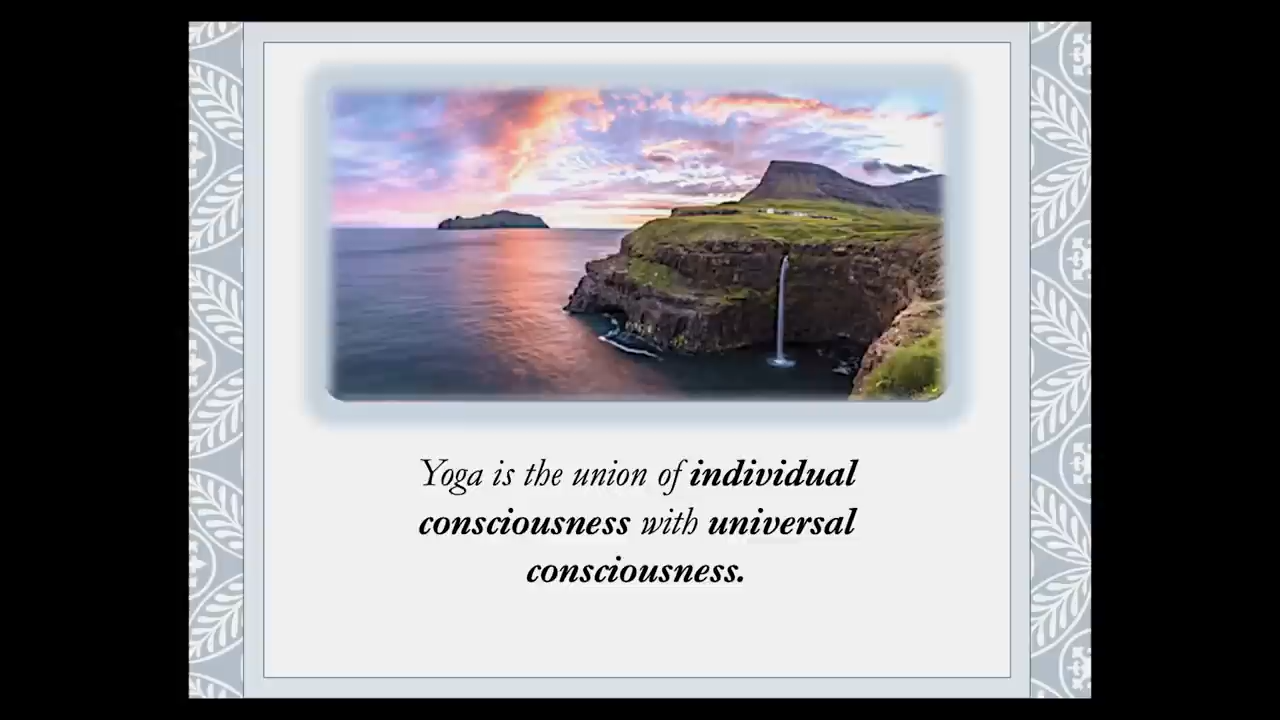 Yoga is the union of individual
consciousness with universal
consciousness.